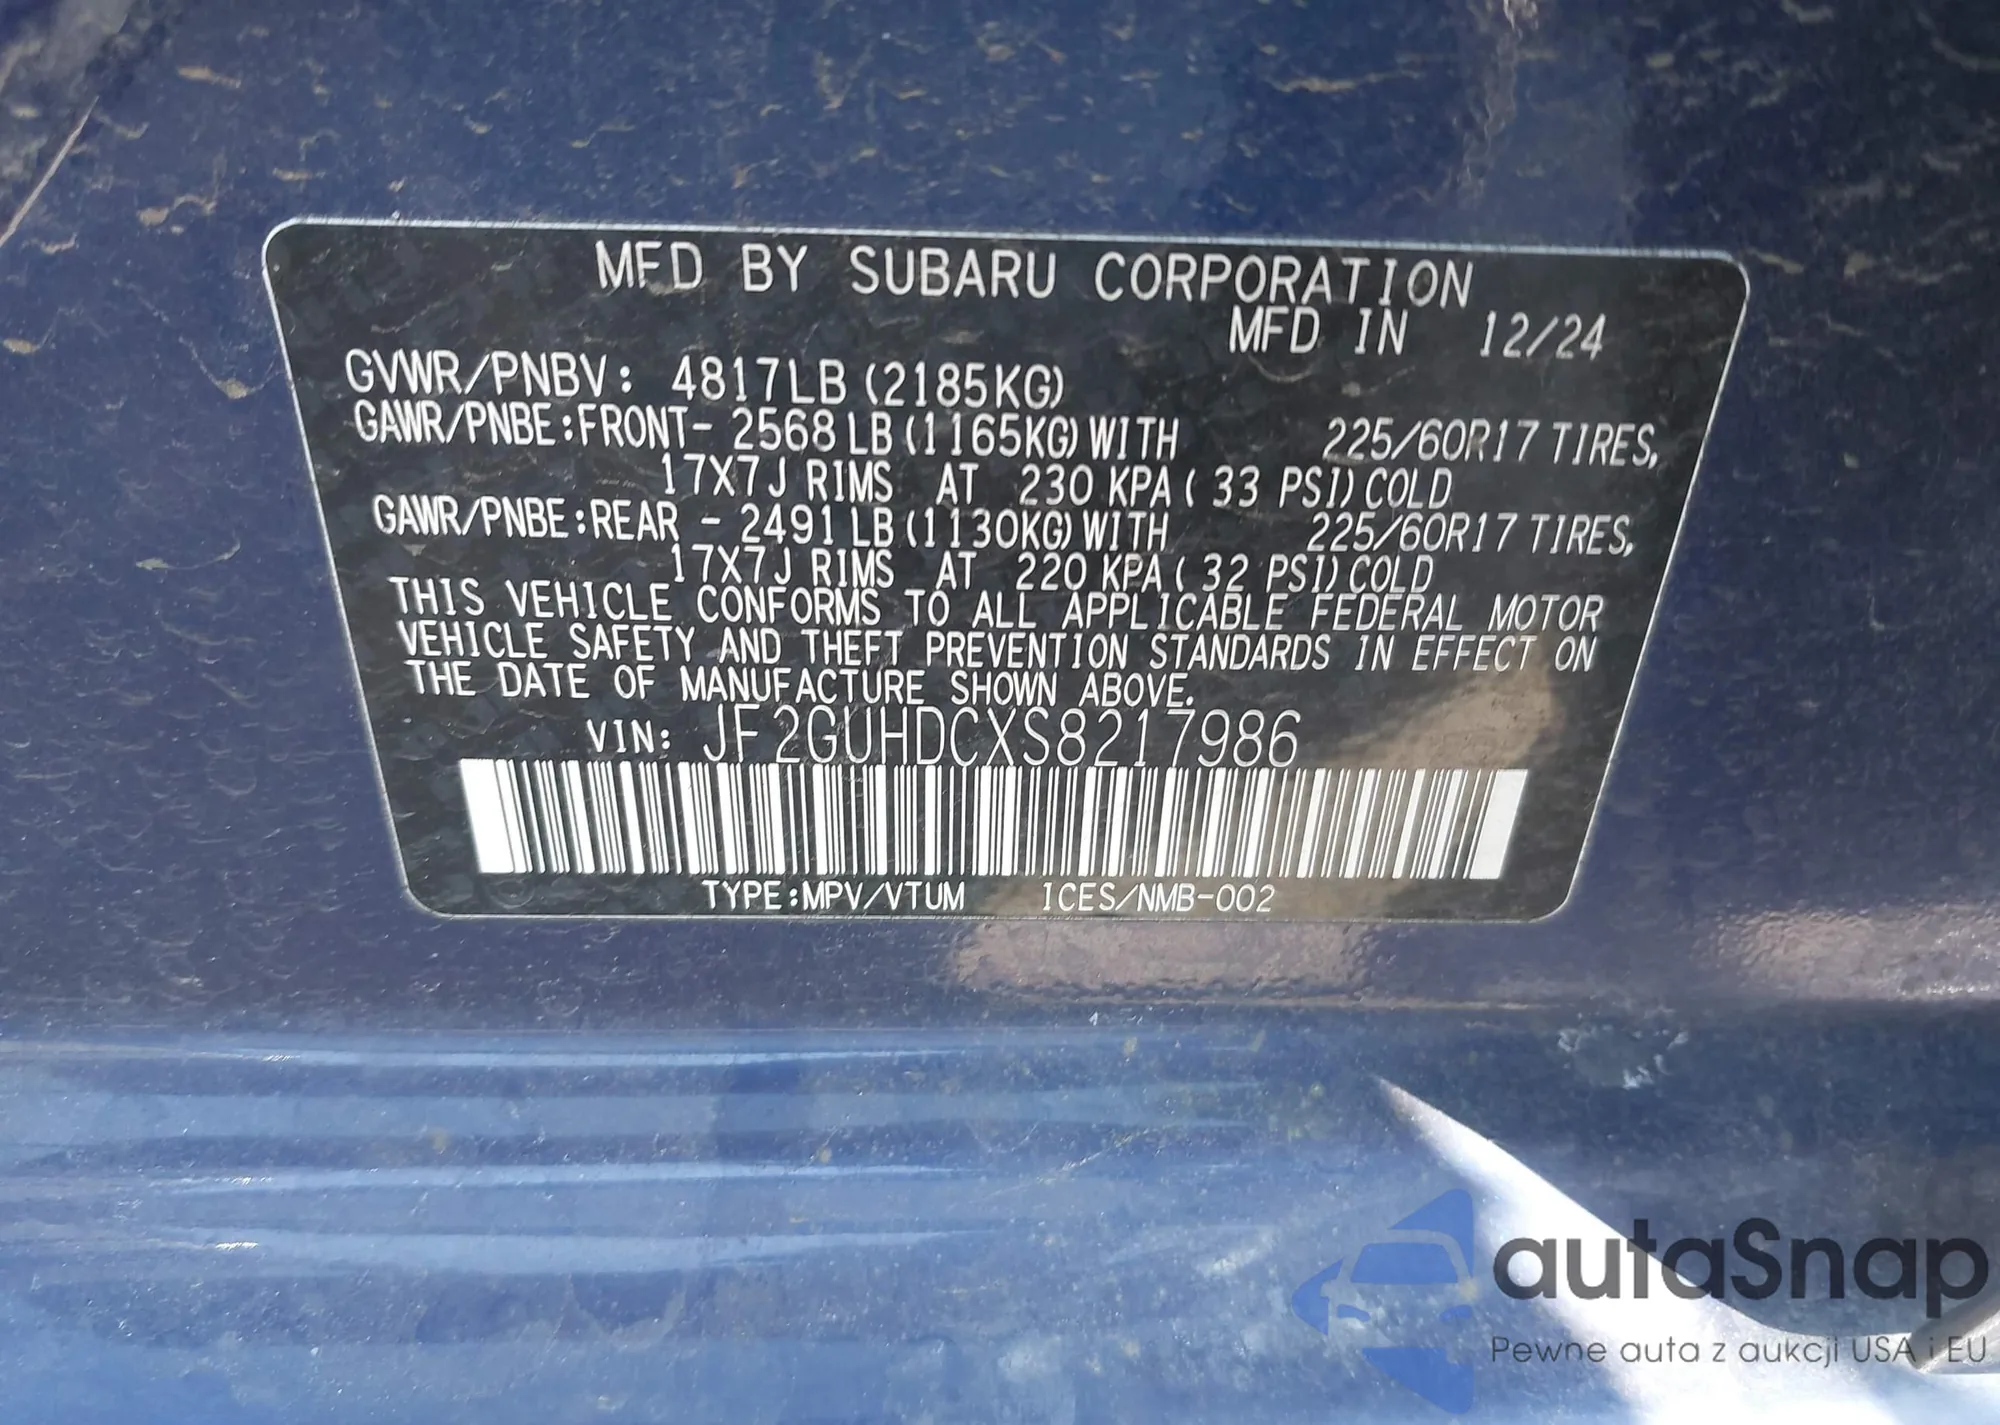 MFD BY SUBARU CORPORATION
MFD IN 12/24
GVWR/PNBV: 4817LB (2185KG)
GAWR/PNBE:FRONT- 2568 LB (1165KG) WITH 225/60R17 TIRES,
17X7J RIMS AT 230 KPA ( 33 PSI) COLD
GAWR/PNBE:REAR - 2491 LB (1130KG) WITH 225/60R17 TIRES,
17X7J RIMS AT 220 KPA ( 32 PSI) COLD
THIS VEHICLE CONFORMS TO ALL APPLICABLE FEDERAL MOTOR
VEHICLE SAFETY AND THEFT PREVENTION STANDARDS IN EFFECT ON
THE DATE OF MANUFACTURE SHOWN ABOVE.
VIN: JF2GUHDCXS8217986
TYPE:MPV/VTUM ICES/NMB-002
autaSnap
Pewne auta z aukcji USA i EU